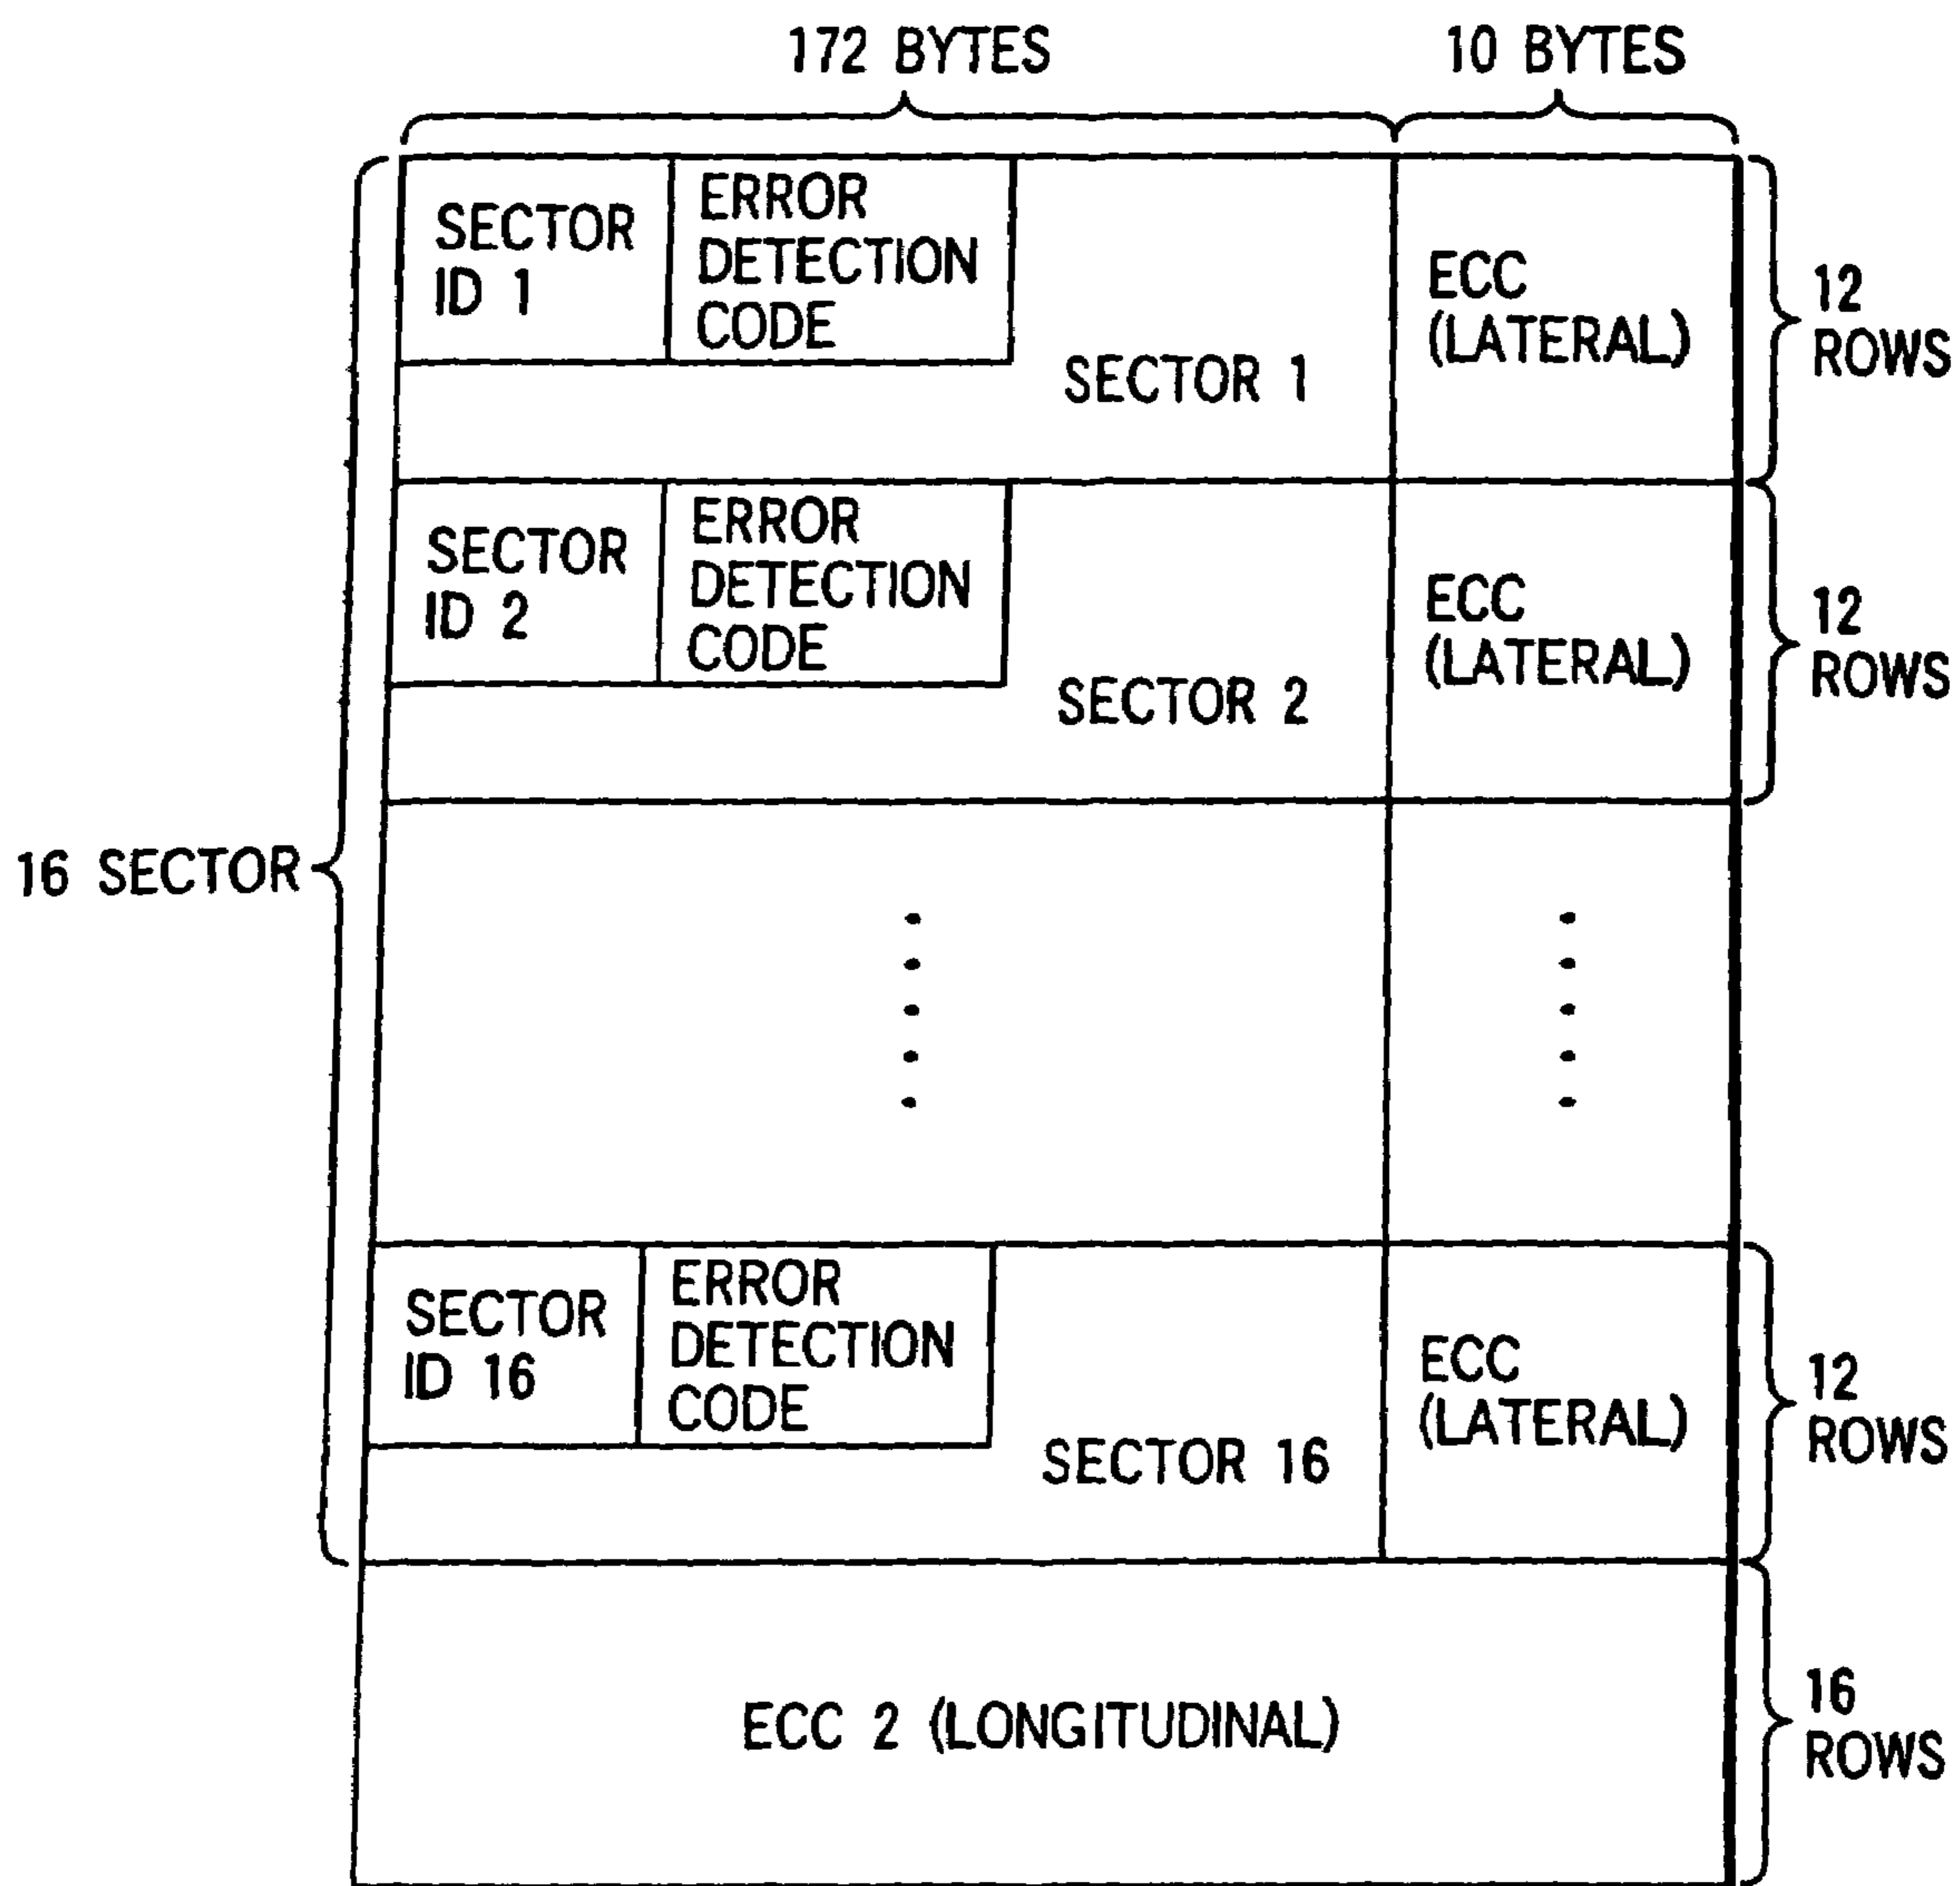 172 BYTES
10 BYTES
SECTOR
ID 1
ERROR
DETECTION
CODE
SECTOR 1
ECC
(LATERAL)
12
ROWS
SECTOR
ID 2
ERROR
DETECTION
CODE
SECTOR 2
ECC
(LATERAL)
12
ROWS
16 SECTOR
SECTOR
ID 16
ERROR
DETECTION
CODE
SECTOR 16
ECC
(LATERAL)
12
ROWS
ECC 2 (LONGITUDINAL)
16
ROWS